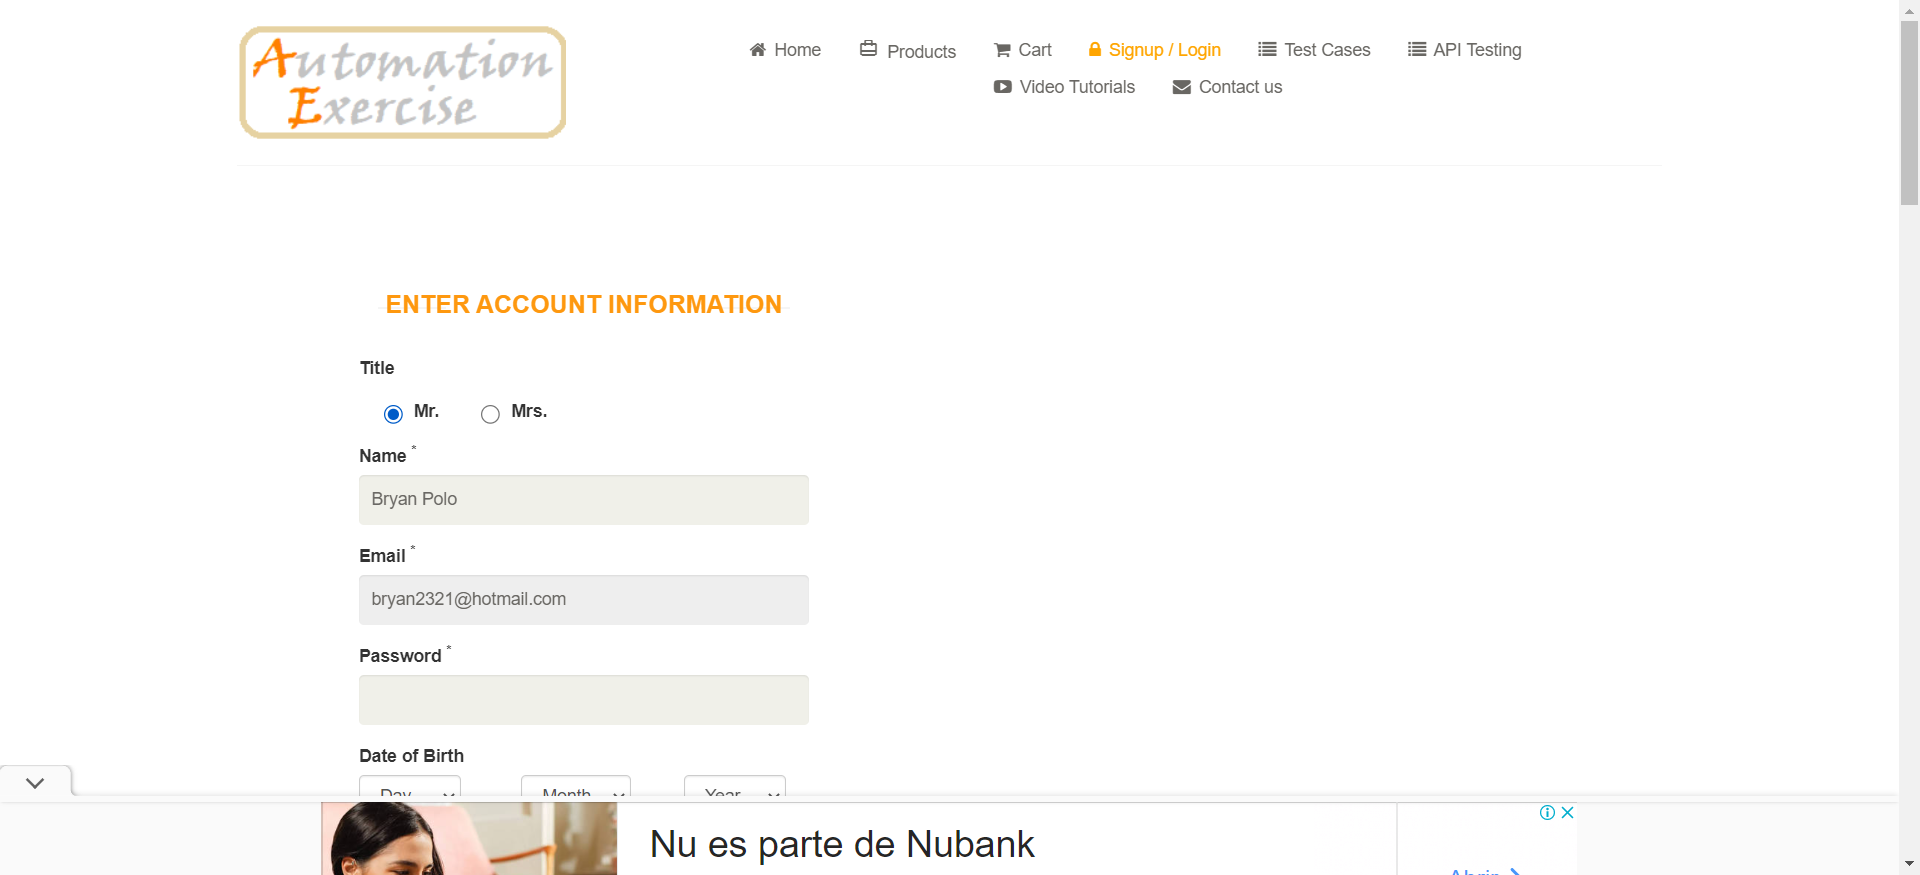 Automation
Exercise
Home
Products
Cart
Signup / Login
Test Cases
API Testing
Video Tutorials
Contact us
ENTER ACCOUNT INFORMATION
Title
Mr.
Mrs.
Name *
Bryan Polo
Email *
bryan2321@hotmail.com
Password *
Date of Birth
Day
Month
Year
Nu es parte de Nubank
Abrir